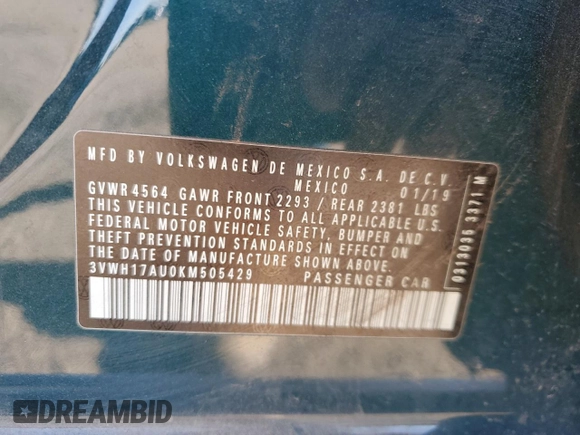 MFD BY VOLKSWAGEN DE MEXICO S.A. DE C.V.
MEXICO 01/19
GVWR 4564 GAWR FRONT 2293 / REAR 2381 LBS
THIS VEHICLE CONFORMS TO ALL APPLICABLE U.S.
FEDERAL MOTOR VEHICLE SAFETY, BUMPER AND
THEFT PREVENTION STANDARDS IN EFFECT ON
THE DATE OF MANUFACTURE SHOWN ABOVE.
3VWH17AU0KM505429 PASSENGER CAR
0313036 3371 M
DREAMBID